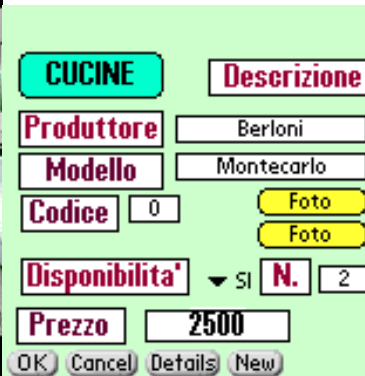 CUCINE Descrizione
Produttore Berloni
Modello Montecarlo
Codice 0 Foto
Foto
Disponibilita' SI N. 2
Prezzo 2500
OK Cancel Details New